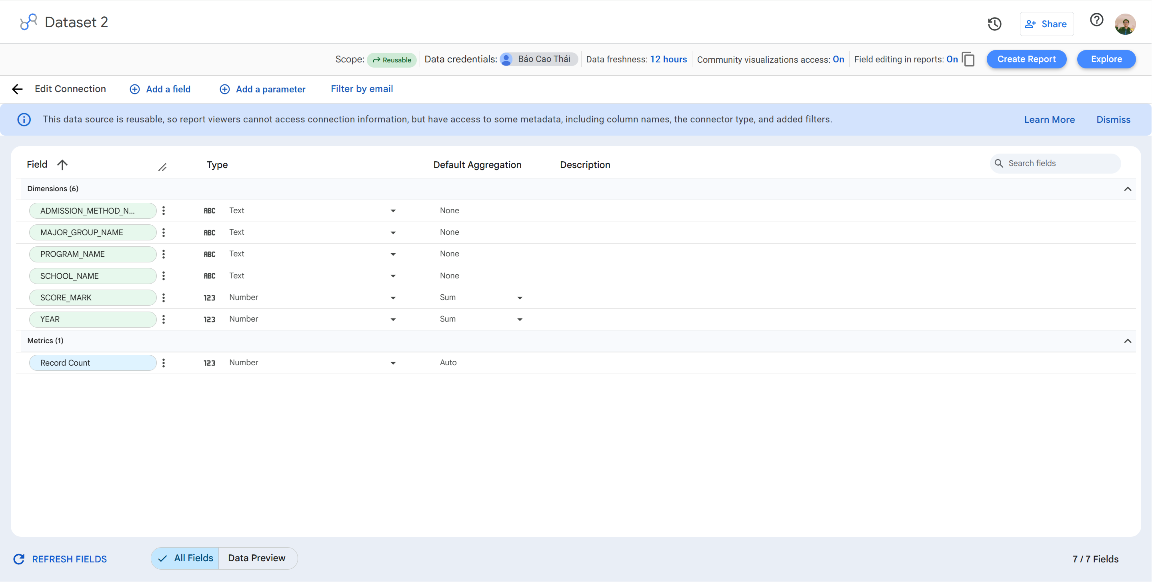 Dataset 2
Share
Scope: Reusable Data credentials: Bảo Cao Thái Data freshness: 12 hours Community visualizations access: On Field editing in reports: On Create Report Explore
Edit Connection Add a field Add a parameter Filter by email
This data source is reusable, so report viewers cannot access connection information, but have access to some metadata, including column names, the connector type, and added filters. Learn More Dismiss
Field Type Default Aggregation Description Search fields
Dimensions (6)
ADMISSION_METHOD_N... ABC Text None
MAJOR_GROUP_NAME ABC Text None
PROGRAM_NAME ABC Text None
SCHOOL_NAME ABC Text None
SCORE_MARK 123 Number Sum
YEAR 123 Number Sum
Metrics (1)
Record Count 123 Number Auto
REFRESH FIELDS All Fields Data Preview 7 / 7 Fields